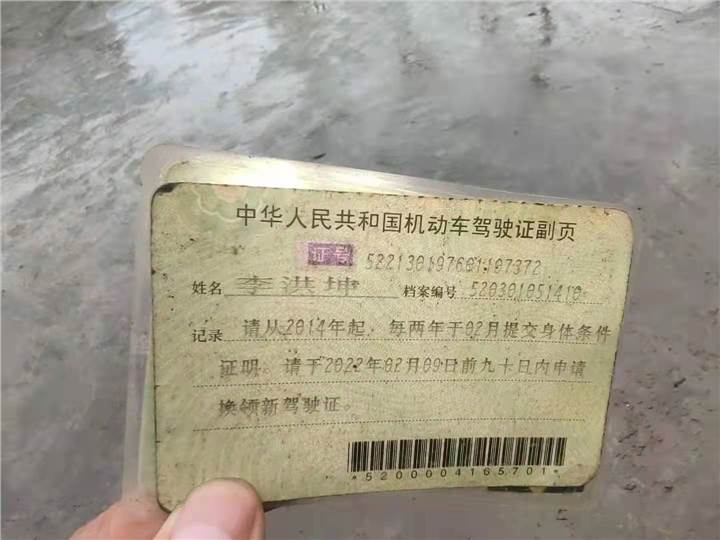 中华人民共和国机动车驾驶证副页
证号 522130197601107372
姓名 李洪坤 档案编号 520301051410
记录 请从2014年起，每两年于02月提交身体条件
证明。请于2022年02月09日前九十日内申请
换领新驾驶证。
*5200004165701*